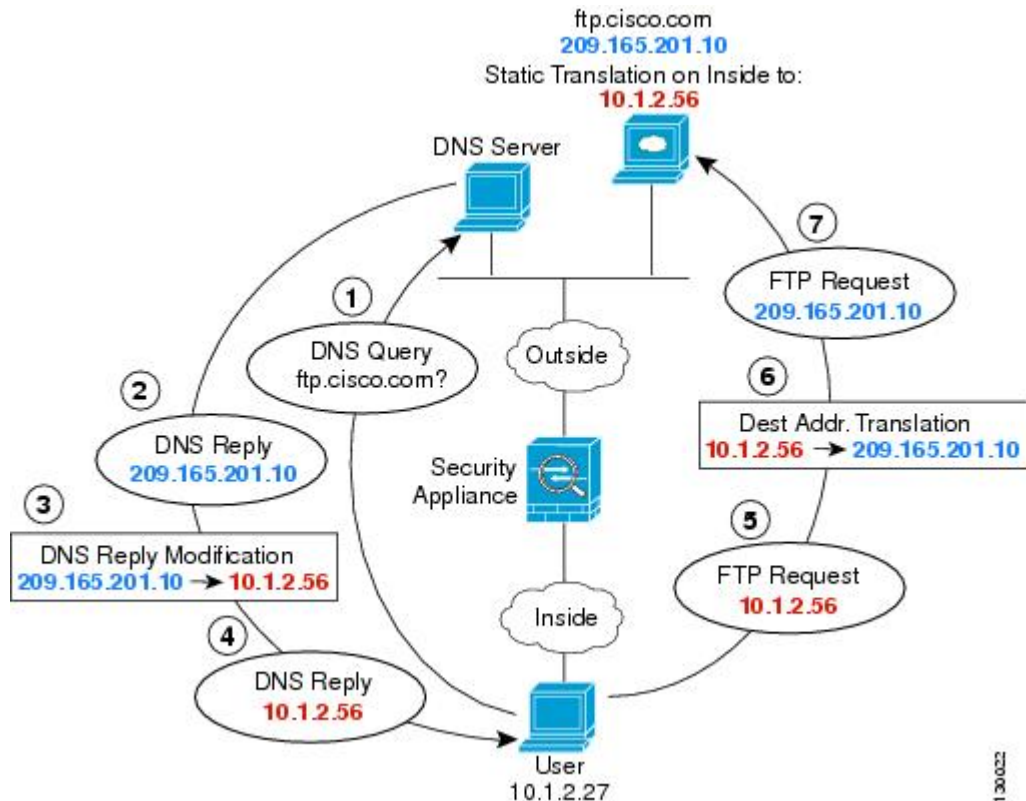 ftp.cisco.com
209.165.201.10
Static Translation on Inside to:
10.1.2.56
DNS Server
7
FTP Request
209.165.201.10
1
DNS Query
ftp.cisco.com?
Outside
2
DNS Reply
209.165.201.10
6
Dest Addr. Translation
10.1.2.56 → 209.165.201.10
Security
Appliance
3
DNS Reply Modification
209.165.201.10 → 10.1.2.56
5
FTP Request
10.1.2.56
Inside
4
DNS Reply
10.1.2.56
User
10.1.2.27
130022